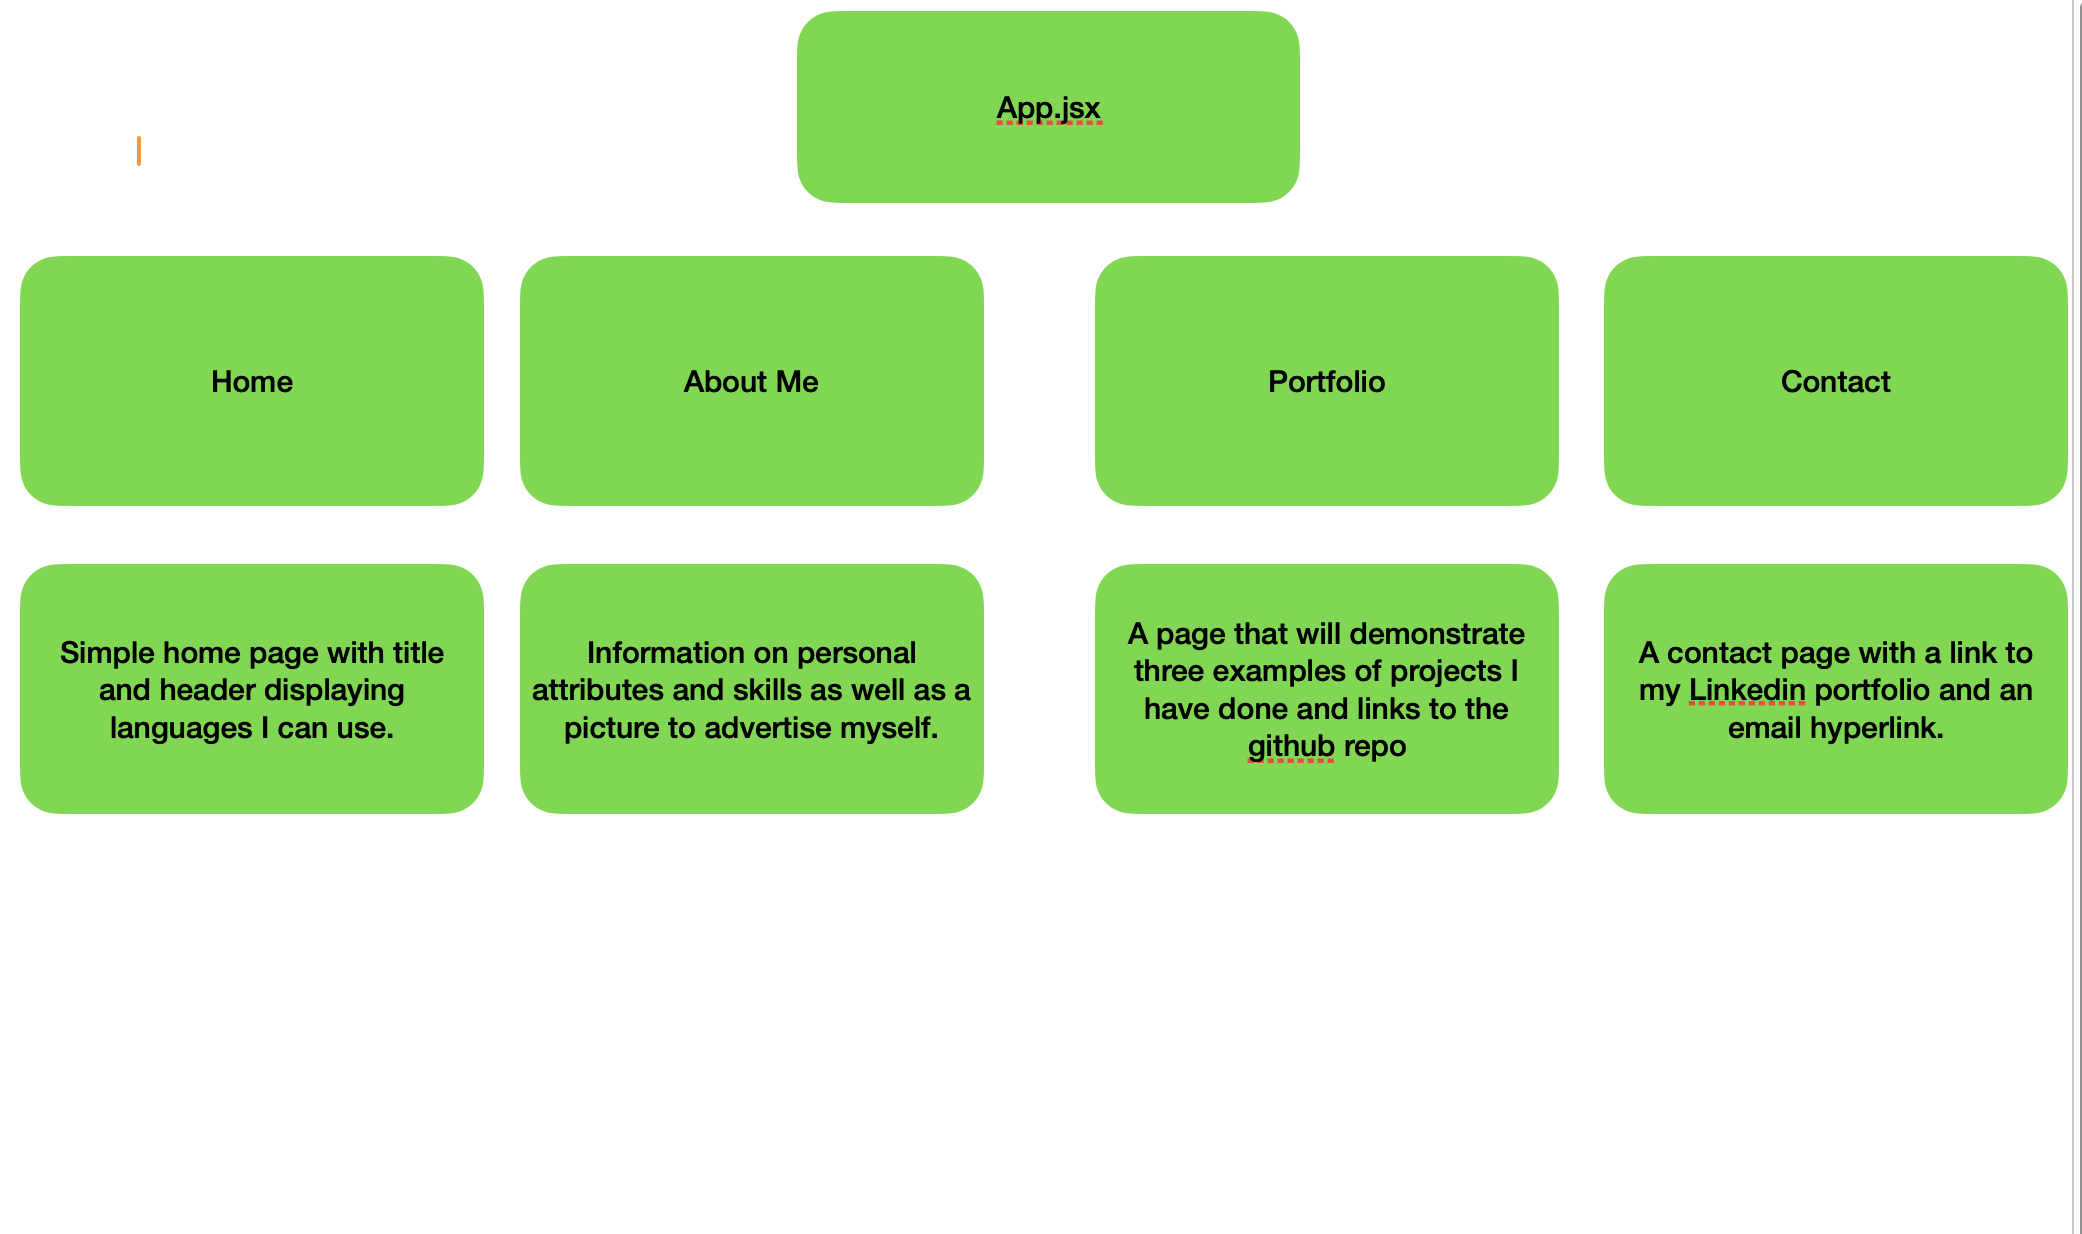 App.jsx
Home
About Me
Portfolio
Contact
Simple home page with title
and header displaying
languages I can use.
Information on personal
attributes and skills as well as a
picture to advertise myself.
A page that will demonstrate
three examples of projects I
have done and links to the
github repo
A contact page with a link to
my Linkedin portfolio and an
email hyperlink.